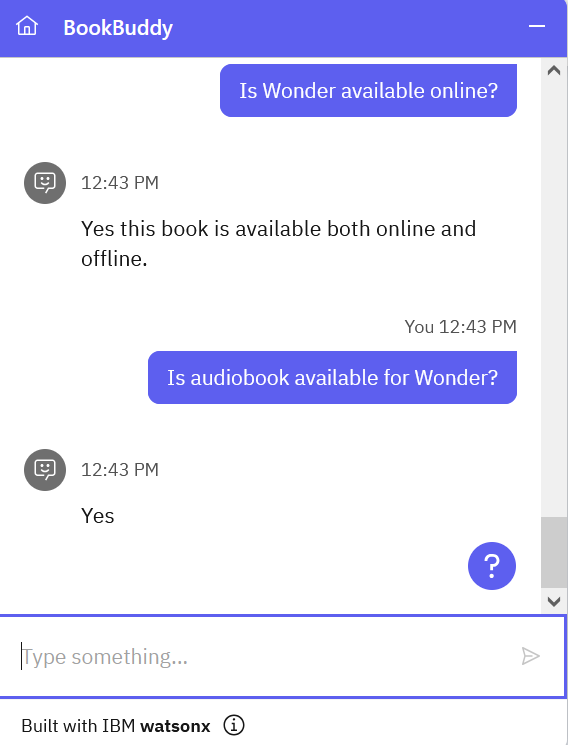 BookBuddy
Is Wonder available online?
12:43 PM
Yes this book is available both online and
offline.
You 12:43 PM
Is audiobook available for Wonder?
12:43 PM
Yes
?
Type something...
Built with IBM watsonx